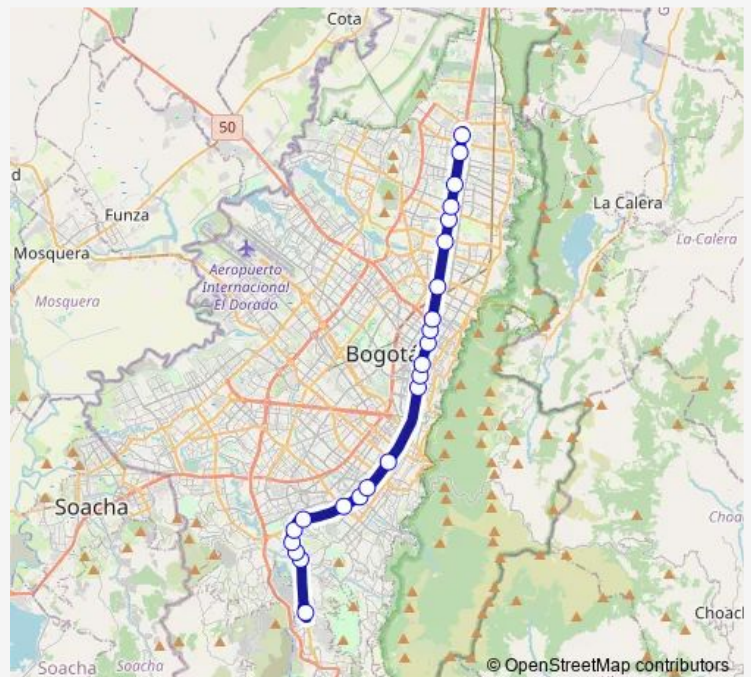 Cota
50
La Calera
Funza
La-Calera
Mosquera
Aeropuerto
Internacional
El Dorado
Mosquera
Bogotá
Soacha
Choa
Choacl
Soacha
Soacha
© OpenStreetMap contributors